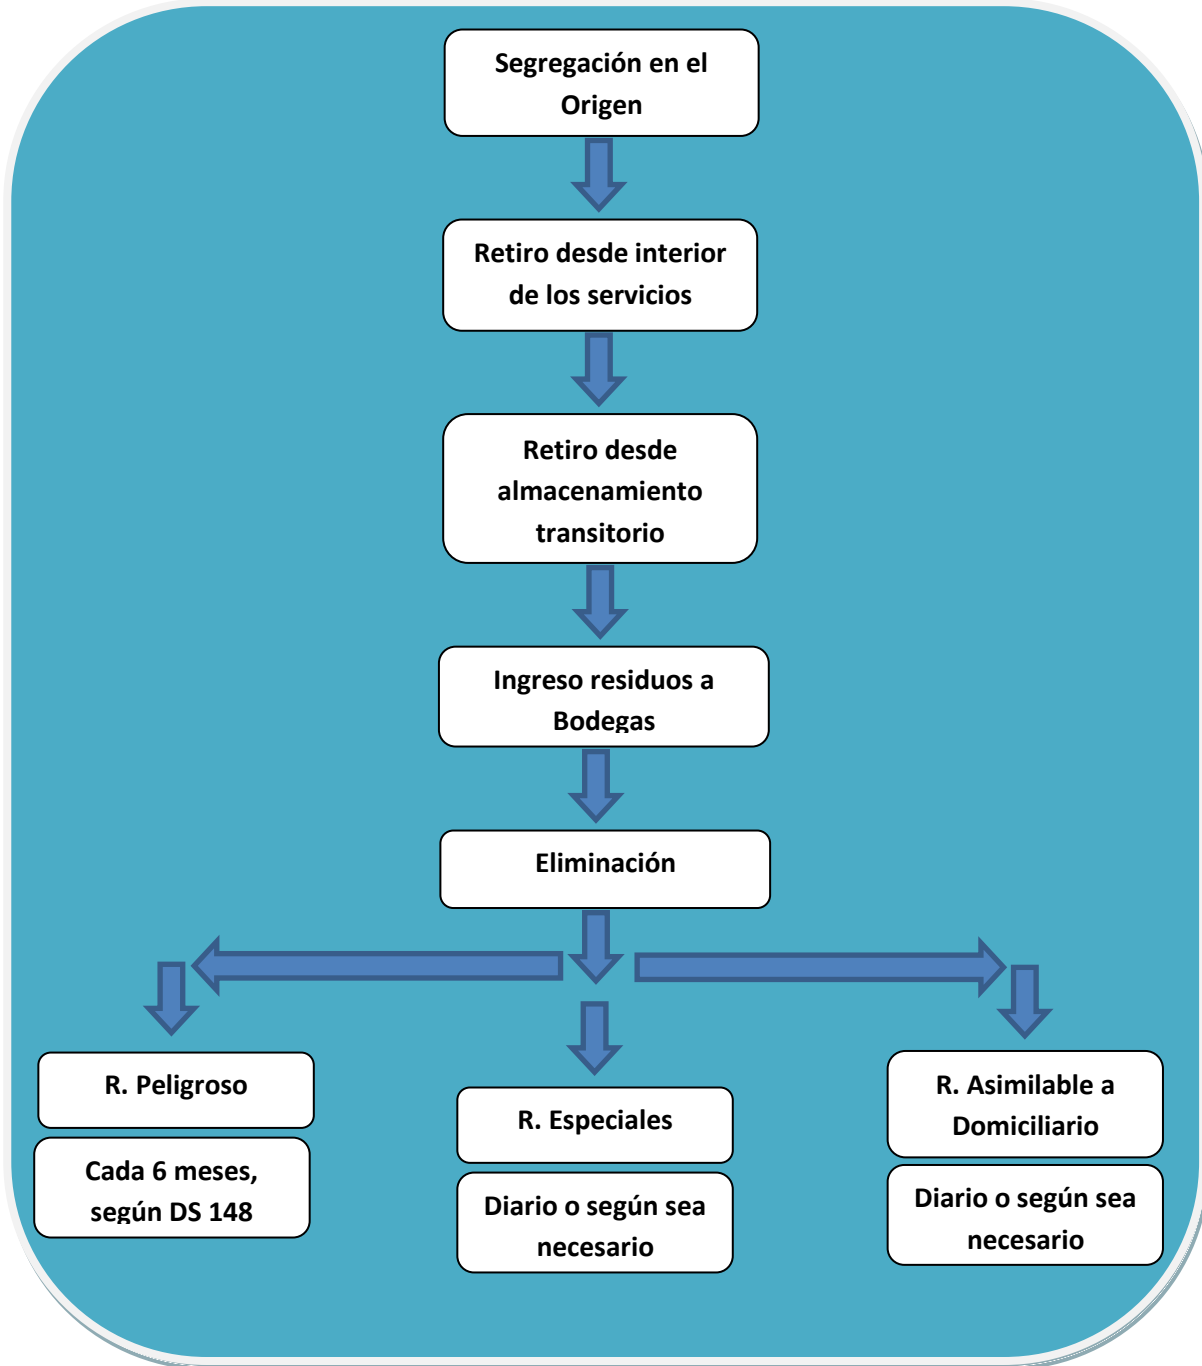 Segregación en el
Origen
Retiro desde interior
de los servicios
Retiro desde
almacenamiento
transitorio
Ingreso residuos a
Bodegas
Eliminación
R. Peligroso
Cada 6 meses,
según DS 148
R. Especiales
Diario o según sea
necesario
R. Asimilable a
Domiciliario
Diario o según sea
necesario